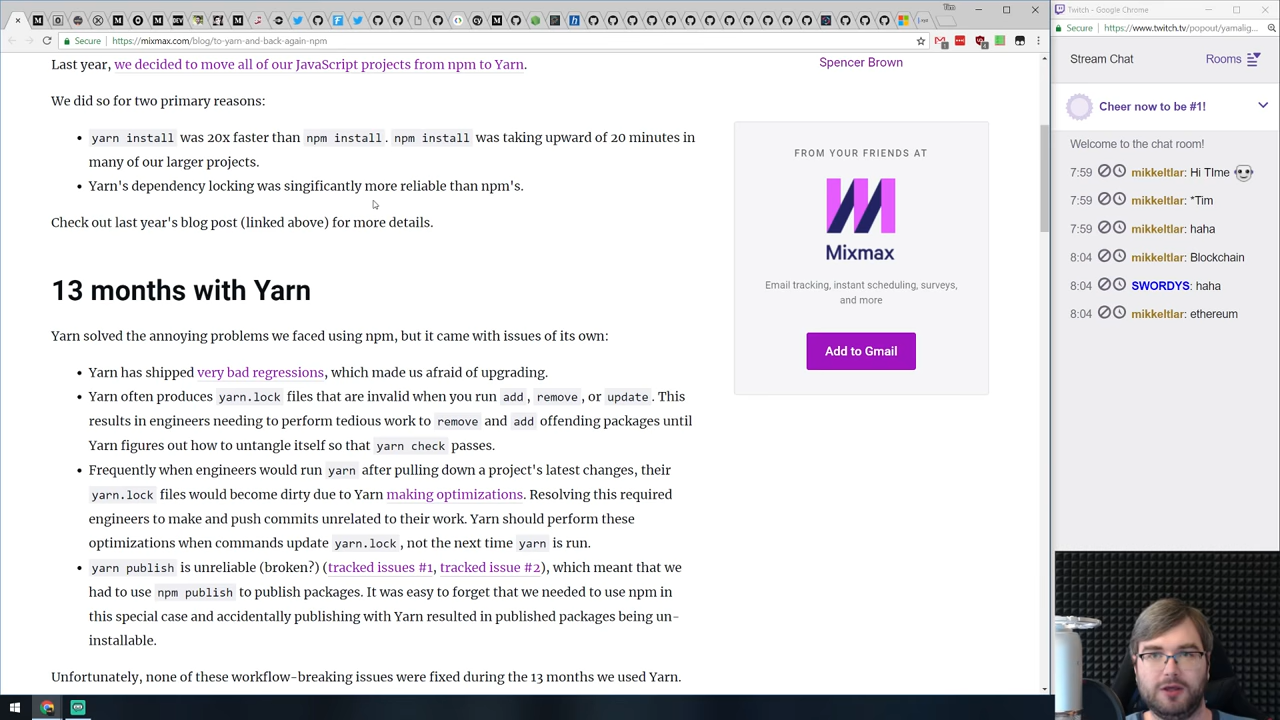 Tim
Twitch - Google Chrome
Secure
https://mixmax.com/blog/to-yarn-and-back-again-npm
Secure
https://www.twitch.tv/popout/yamalig
Last year, we decided to move all of our JavaScript projects from npm to Yarn.
We did so for two primary reasons:
yarn install was 20x faster than npm install. npm install was taking upward of 20 minutes in
many of our larger projects.
Yarn's dependency locking was singificantly more reliable than npm's.
Check out last year's blog post (linked above) for more details.
13 months with Yarn
Yarn solved the annoying problems we faced using npm, but it came with issues of its own:
Yarn has shipped very bad regressions, which made us afraid of upgrading.
Yarn often produces yarn.lock files that are invalid when you run add, remove, or update. This
results in engineers needing to perform tedious work to remove and add offending packages until
Yarn figures out how to untangle itself so that yarn check passes.
Frequently when engineers would run yarn after pulling down a project's latest changes, their
yarn.lock files would become dirty due to Yarn making optimizations. Resolving this required
engineers to make and push commits unrelated to their work. Yarn should perform these
optimizations when commands update yarn.lock, not the next time yarn is run.
yarn publish is unreliable (broken?) (tracked issues #1, tracked issue #2), which meant that we
had to use npm publish to publish packages. It was easy to forget that we needed to use npm in
this special case and accidentally publishing with Yarn resulted in published packages being un-
installable.
Unfortunately, none of these workflow-breaking issues were fixed during the 13 months we used Yarn.
Spencer Brown
FROM YOUR FRIENDS AT
Mixmax
Email tracking, instant scheduling, surveys,
and more
Add to Gmail
Stream Chat
Rooms
Cheer now to be #1!
Welcome to the chat room!
7:59 mikkeltlar: Hi TIme
7:59 mikkeltlar: *Tim
7:59 mikkeltlar: haha
8:04 mikkeltlar: Blockchain
8:04 SWORDYS: haha
8:04 mikkeltlar: ethereum